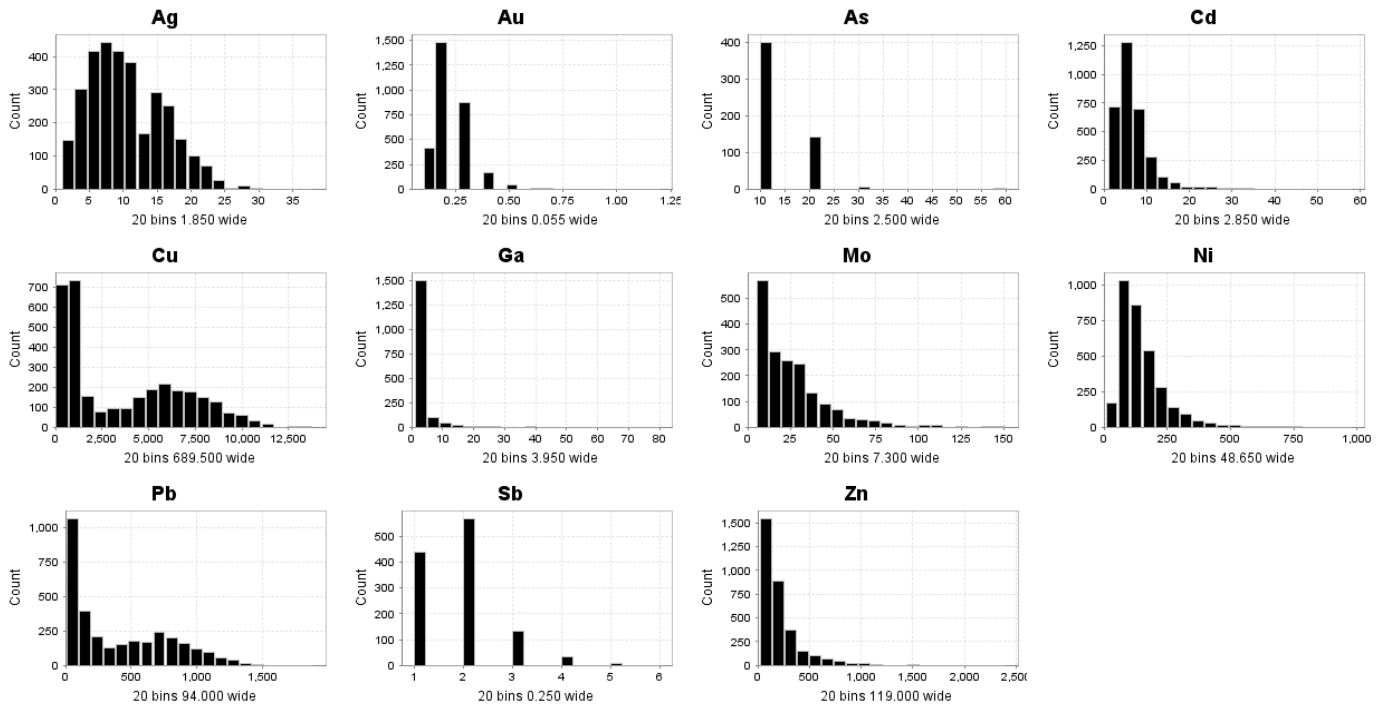 Ag
Count
400
300
200
100
0
0 5 10 15 20 25 30 35
20 bins 1.850 wide
Au
Count
1,500
1,250
1,000
750
500
250
0
0.25 0.50 0.75 1.00 1.25
20 bins 0.055 wide
As
Count
400
300
200
100
0
10 15 20 25 30 35 40 45 50 55 60
20 bins 2.500 wide
Cd
Count
1,250
1,000
750
500
250
0
0 10 20 30 40 50 60
20 bins 2.850 wide
Cu
Count
700
600
500
400
300
200
100
0
0 2,500 5,000 7,500 10,000 12,500
20 bins 689.500 wide
Ga
Count
1,500
1,250
1,000
750
500
250
0
0 10 20 30 40 50 60 70 80
20 bins 3.950 wide
Mo
Count
500
400
300
200
100
0
25 50 75 100 125 150
20 bins 7.300 wide
Ni
Count
1,000
750
500
250
0
0 250 500 750 1,000
20 bins 48.650 wide
Pb
Count
1,000
750
500
250
0
0 500 1,000 1,500
20 bins 94.000 wide
Sb
Count
500
400
300
200
100
0
1 2 3 4 5 6
20 bins 0.250 wide
Zn
Count
1,500
1,250
1,000
750
500
250
0
0 500 1,000 1,500 2,000 2,500
20 bins 119.000 wide